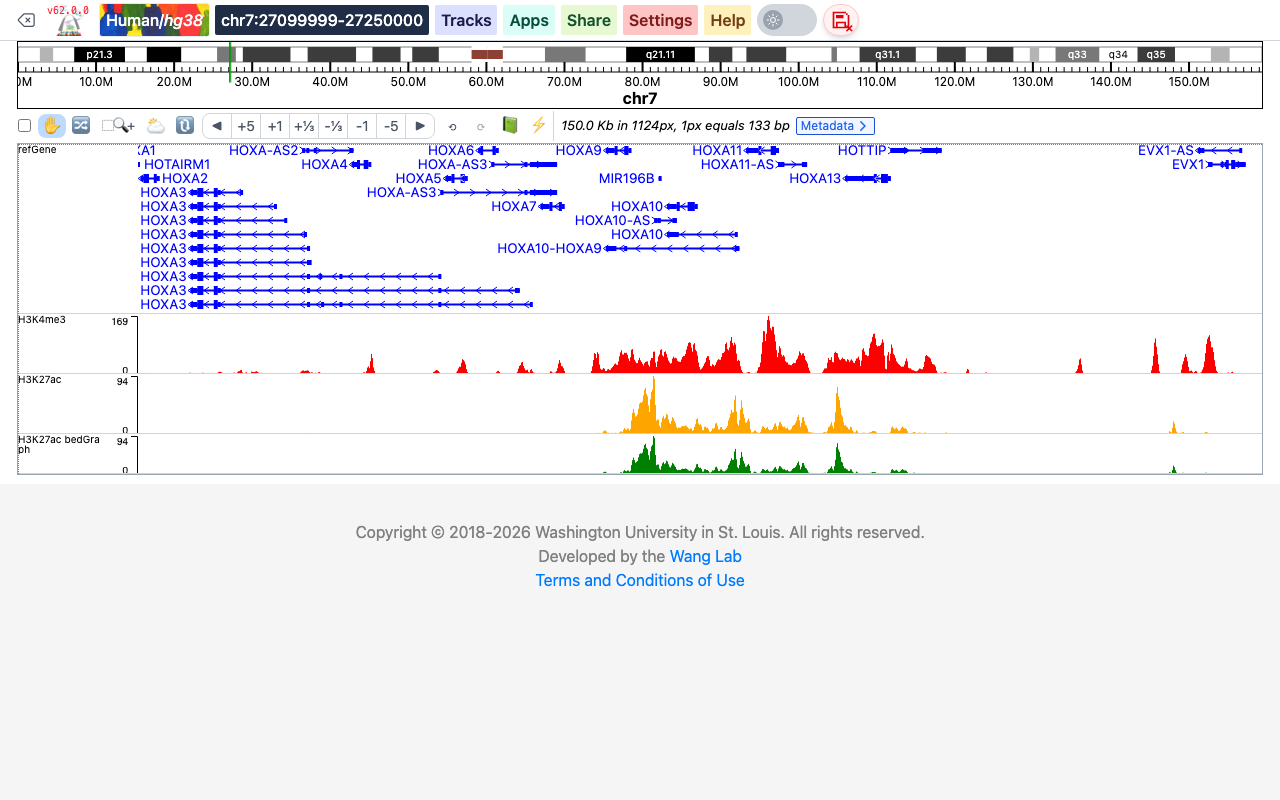 v62.0.0
Human/hg38 chr7:27099999-27250000 Tracks Apps Share Settings Help
p21.3 q21.11 q31.1 q33 q34 q35
0M 10.0M 20.0M 30.0M 40.0M 50.0M 60.0M 70.0M 80.0M 90.0M 100.0M 110.0M 120.0M 130.0M 140.0M 150.0M
chr7
+5 +1 +⅓ -⅓ -1 -5 150.0 Kb in 1124px, 1px equals 133 bp Metadata
refGene XA1 HOXA-AS2 HOXA6 HOXA9 HOXA11 HOTTIP EVX1-AS
HOTAIRM1 HOXA4 HOXA-AS3 HOXA11-AS EVX1
HOXA2 HOXA5 MIR196B HOXA13
HOXA3 HOXA-AS3
HOXA3 HOXA7 HOXA10
HOXA3 HOXA10-AS
HOXA3 HOXA10
HOXA3 HOXA10-HOXA9
HOXA3
HOXA3
HOXA3
HOXA3
H3K4me3 169
0
H3K27ac 94
0
H3K27ac bedGra 94
ph 0
Copyright © 2018-2026 Washington University in St. Louis. All rights reserved.
Developed by the Wang Lab
Terms and Conditions of Use